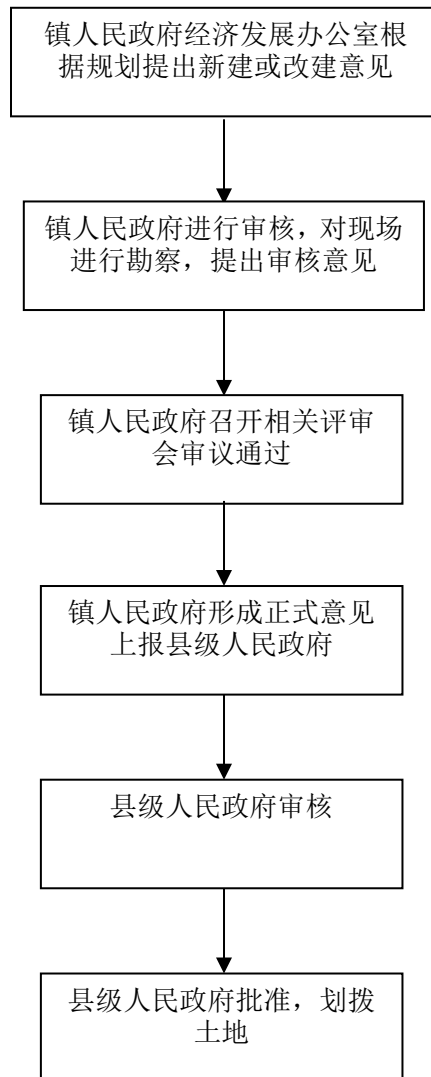 镇人民政府经济发展办公室根
据规划提出新建或改建意见
镇人民政府进行审核，对现场
进行勘察，提出审核意见
镇人民政府召开相关评审
会审议通过
镇人民政府形成正式意见
上报县级人民政府
县级人民政府审核
县级人民政府批准，划拨
土地